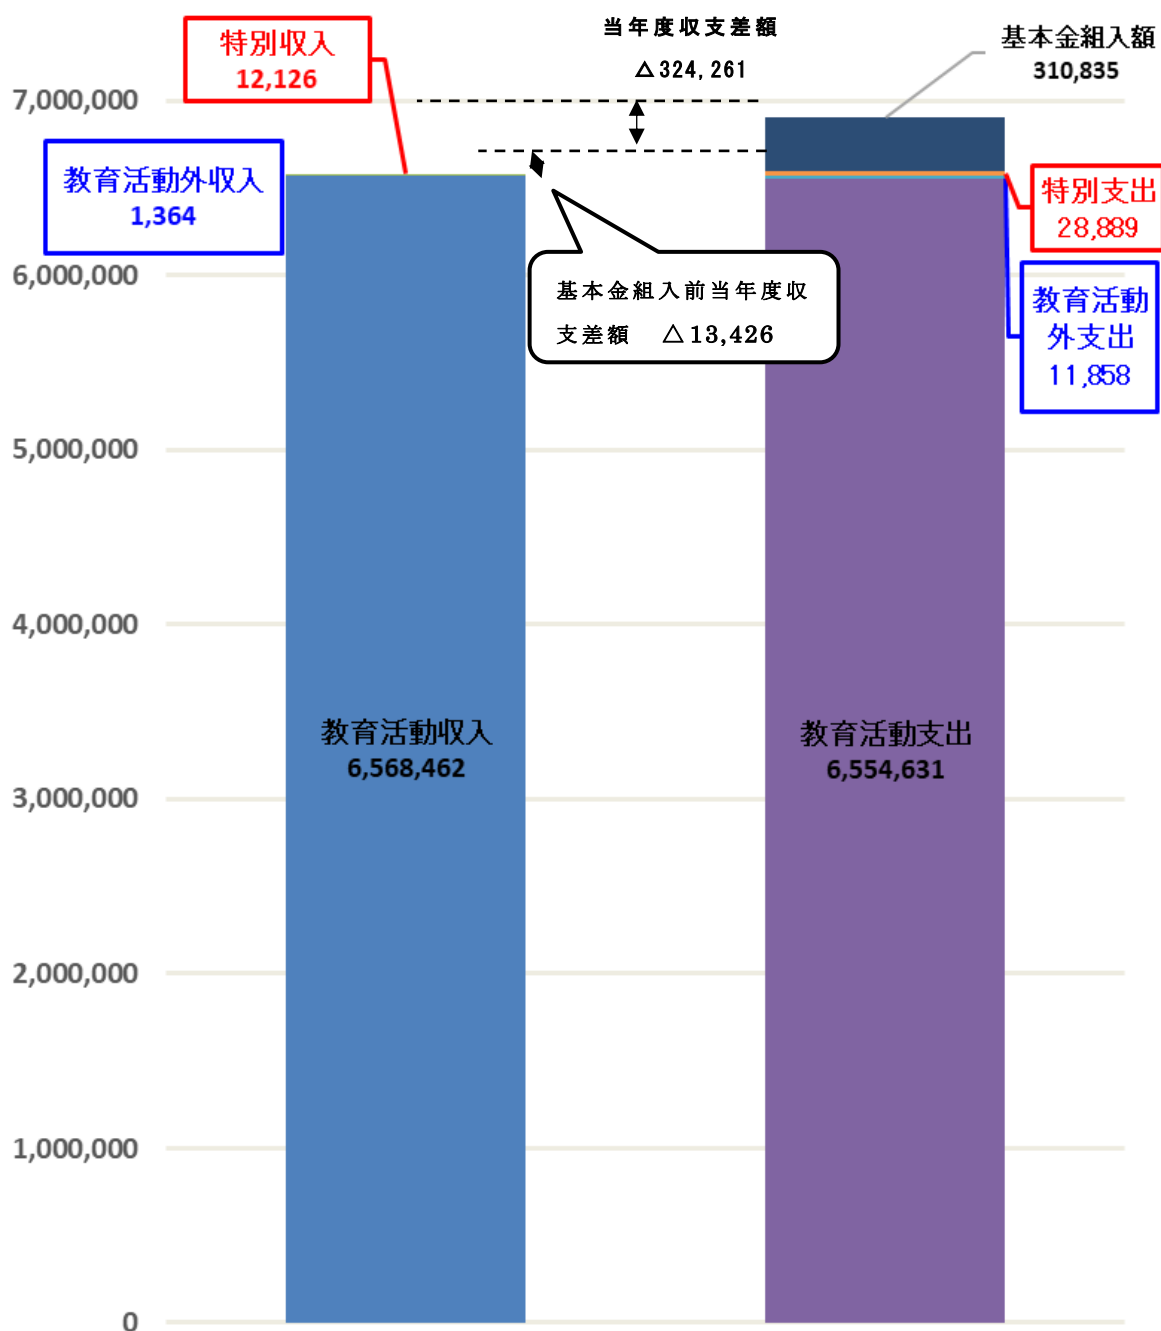 当年度収支差額
△324,261
特別収入
12,126
基本金組入額
310,835
7,000,000
教育活動外収入
1,364
特別支出
28,889
6,000,000
基本金組入前当年度収
支差額 △13,426
教育活動
外支出
11,858
5,000,000
4,000,000
教育活動収入
6,568,462
教育活動支出
6,554,631
3,000,000
2,000,000
1,000,000
0